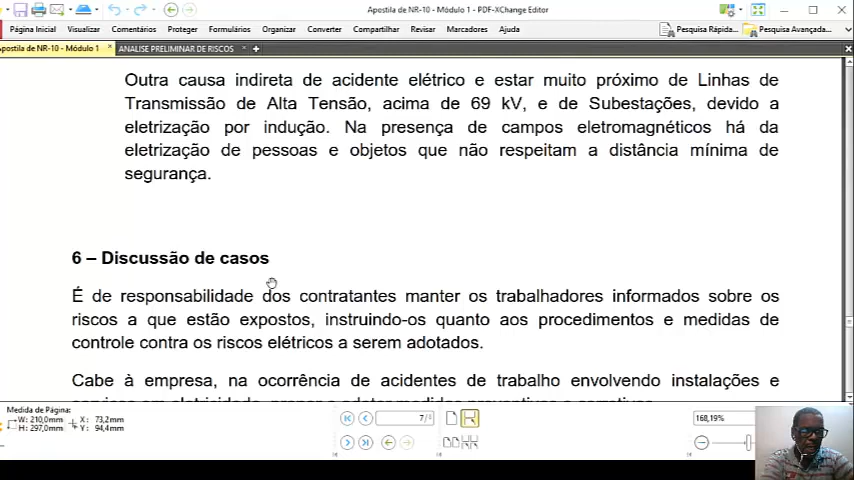 Apostila de NR-10 - Módulo 1 - PDF-XChange Editor
Página Inicial Visualizar Comentários Proteger Formulários Organizar Converter Compartilhar Revisar Marcadores Ajuda Pesquisa Rápida... Pesquisa Avançada...
Apostila de NR-10 - Módulo 1 × ANALISE PRELIMINAR DE RISCOS ×
Outra causa indireta de acidente elétrico e estar muito próximo de Linhas de
Transmissão de Alta Tensão, acima de 69 kV, e de Subestações, devido a
eletrização por indução. Na presença de campos eletromagnéticos há da
eletrização de pessoas e objetos que não respeitam a distância mínima de
segurança.
6 – Discussão de casos
É de responsabilidade dos contratantes manter os trabalhadores informados sobre os
riscos a que estão expostos, instruindo-os quanto aos procedimentos e medidas de
controle contra os riscos elétricos a serem adotados.
Cabe à empresa, na ocorrência de acidentes de trabalho envolvendo instalações e
Medida de Página:
W: 210,0mm X: 73,2mm
H: 297,0mm Y: 94,4mm
7/
168,19%